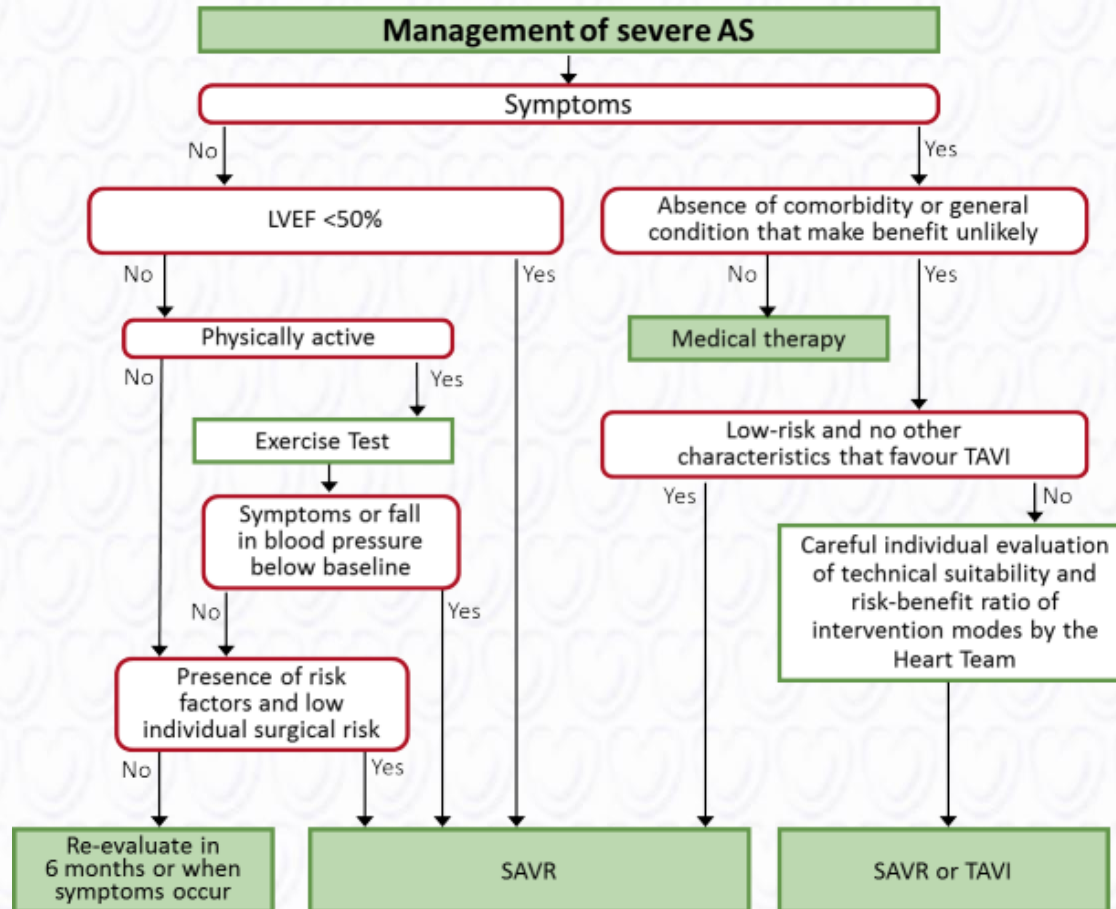 Management of severe AS
Symptoms
No
Yes
LVEF <50%
Absence of comorbidity or general
condition that make benefit unlikely
No
Yes
No
Yes
Physically active
Medical therapy
No
Yes
Exercise Test
Low-risk and no other
characteristics that favour TAVI
Yes
No
Symptoms or fall
in blood pressure
below baseline
Careful individual evaluation
of technical suitability and
risk-benefit ratio of
intervention modes by the
Heart Team
No
Yes
Presence of risk
factors and low
individual surgical risk
No
Yes
Re-evaluate in
6 months or when
symptoms occur
SAVR
SAVR or TAVI